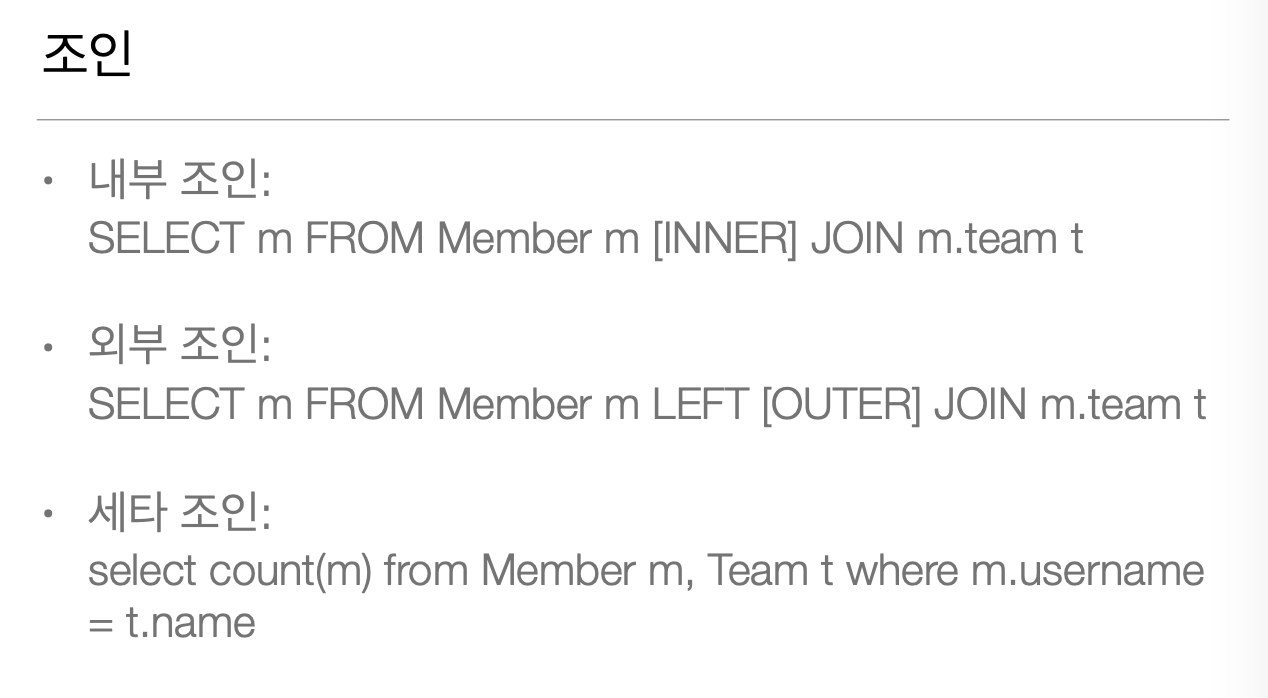 조인
• 내부 조인:
SELECT m FROM Member m [INNER] JOIN m.team t
• 외부 조인:
SELECT m FROM Member m LEFT [OUTER] JOIN m.team t
• 세타 조인:
select count(m) from Member m, Team t where m.username
= t.name